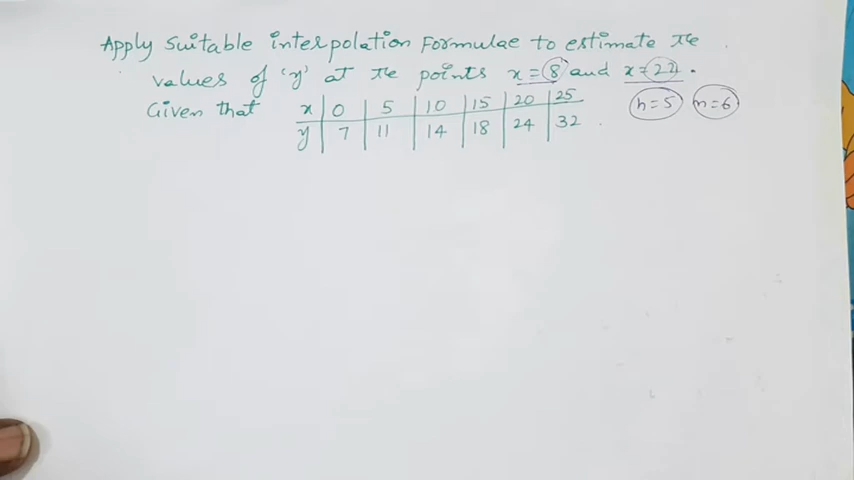 Apply suitable interpolation Formulae to estimate the
values of 'y' at the points x = 8 and x = 22.
Given that x 0 5 10 15 20 25 h=5 n=6
y 7 11 14 18 24 32